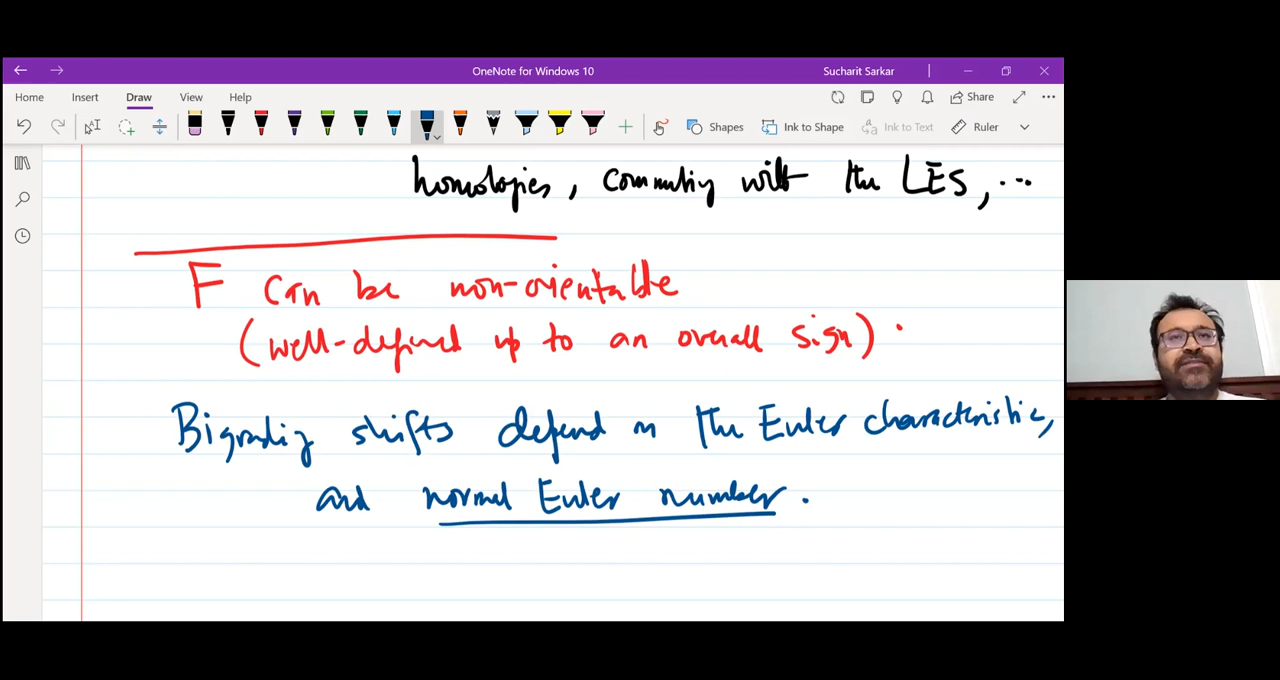 OneNote for Windows 10
Sucharit Sarkar
Home Insert Draw View Help
Share
Shapes Ink to Shape Ink to Text Ruler
homologies, commuting with the LES, ...
F can be non-orientable
(well-defined up to an overall sign).
Bigrading shifts depend on the Euler characteristic,
and normal Euler number.